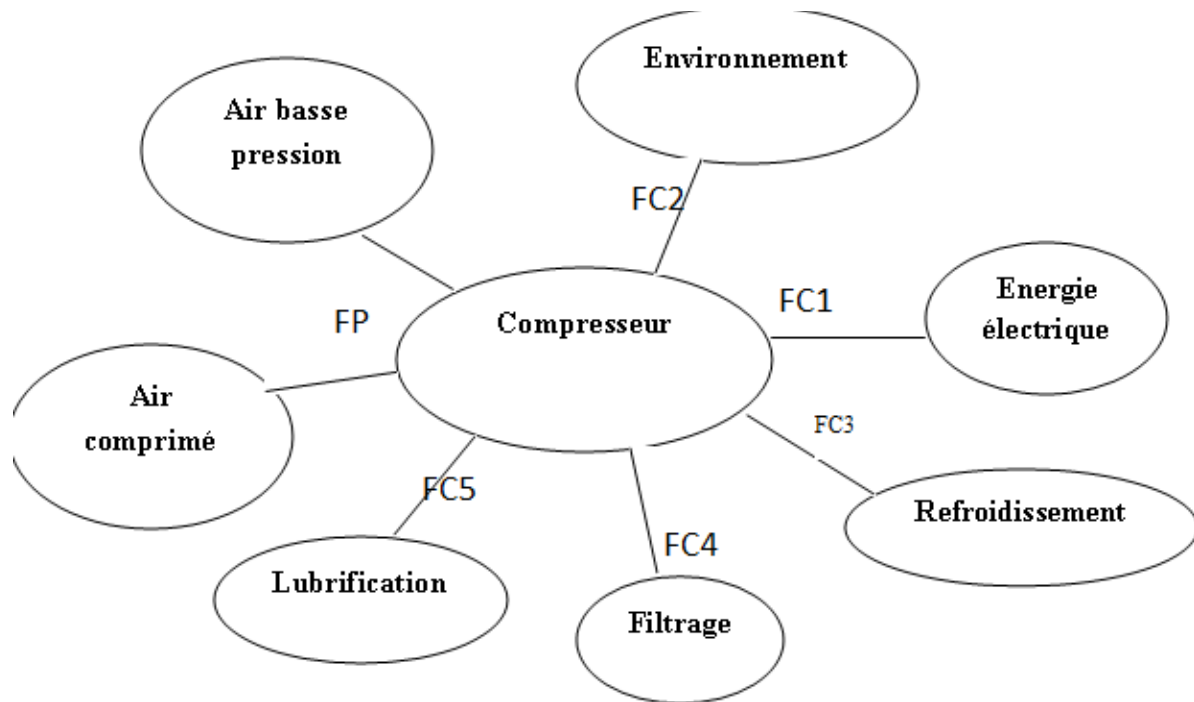 Environnement
Air basse
pression
FC2
Energie
électrique
FC1
FP
Compresseur
Air
comprimé
FC3
FC5
Refroidissement
FC4
Lubrification
Filtrage